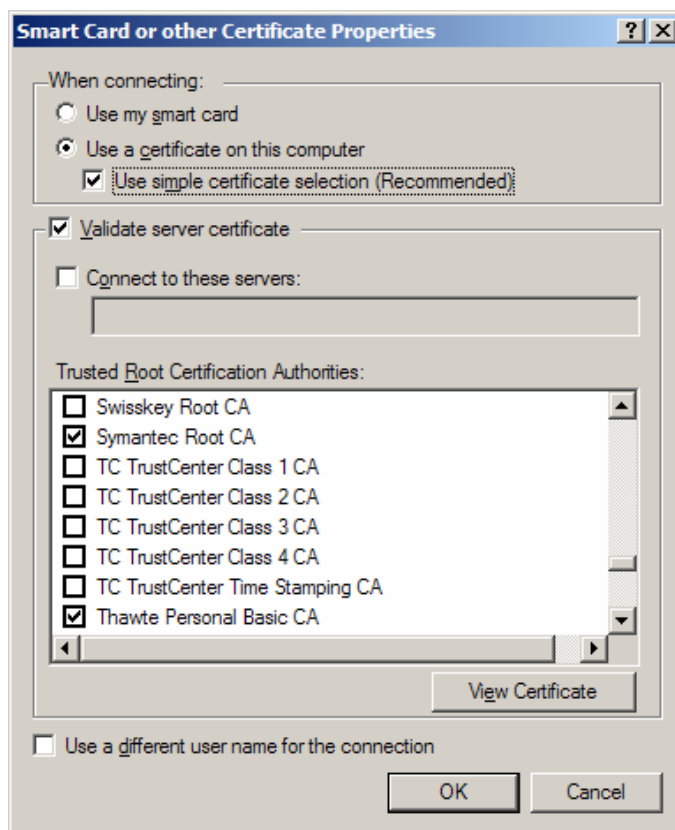 Smart Card or other Certificate Properties
When connecting:
Use my smart card
Use a certificate on this computer
Use simple certificate selection (Recommended)
Validate server certificate
Connect to these servers:
Trusted Root Certification Authorities:
Swisskey Root CA
Symantec Root CA
TC TrustCenter Class 1 CA
TC TrustCenter Class 2 CA
TC TrustCenter Class 3 CA
TC TrustCenter Class 4 CA
TC TrustCenter Time Stamping CA
Thawte Personal Basic CA
View Certificate
Use a different user name for the connection
OK Cancel